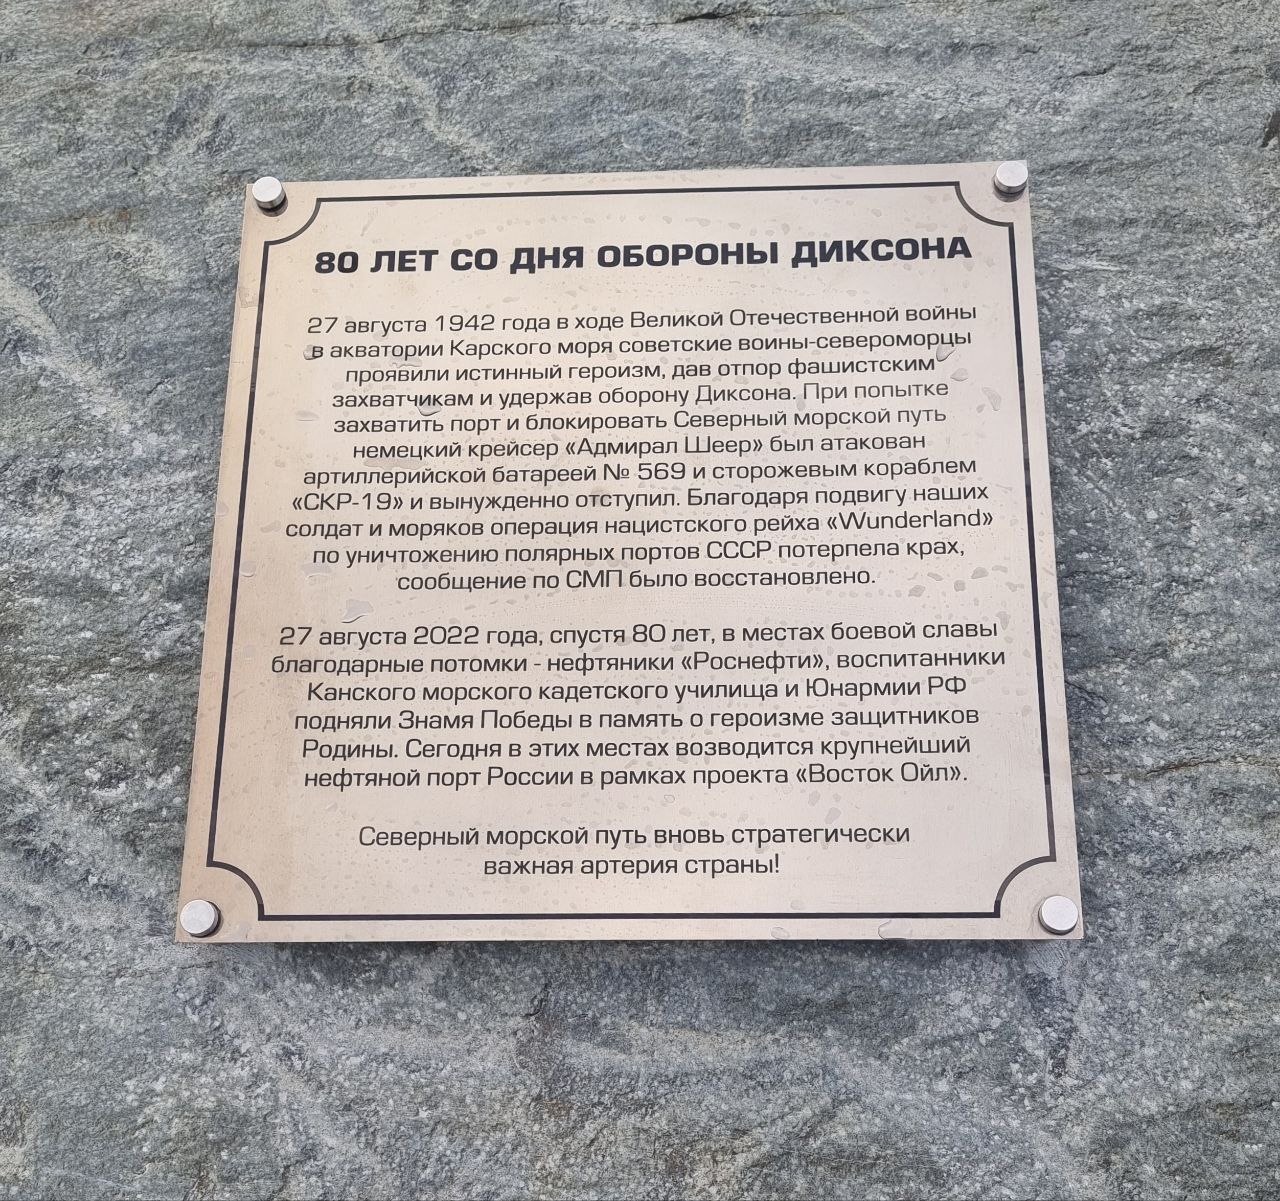 80 ЛЕТ СО ДНЯ ОБОРОНЫ ДИКСОНА
27 августа 1942 года в ходе Великой Отечественной войны
в акватории Карского моря советские воины-североморцы
проявили истинный героизм, дав отпор фашистским
захватчикам и удержав оборону Диксона. При попытке
захватить порт и блокировать Северный морской путь
немецкий крейсер «Адмирал Шеер» был атакован
артиллерийской батареей № 569 и сторожевым кораблем
«СКР-19» и вынужденно отступил. Благодаря подвигу наших
солдат и моряков операция нацистского рейха «Wunderland»
по уничтожению полярных портов СССР потерпела крах,
сообщение по СМП было восстановлено.
27 августа 2022 года, спустя 80 лет, в местах боевой славы
благодарные потомки - нефтяники «Роснефти», воспитанники
Канского морского кадетского училища и Юнармии РФ
подняли Знамя Победы в память о героизме защитников
Родины. Сегодня в этих местах возводится крупнейший
нефтяной порт России в рамках проекта «Восток Ойл».
Северный морской путь вновь стратегически
важная артерия страны!